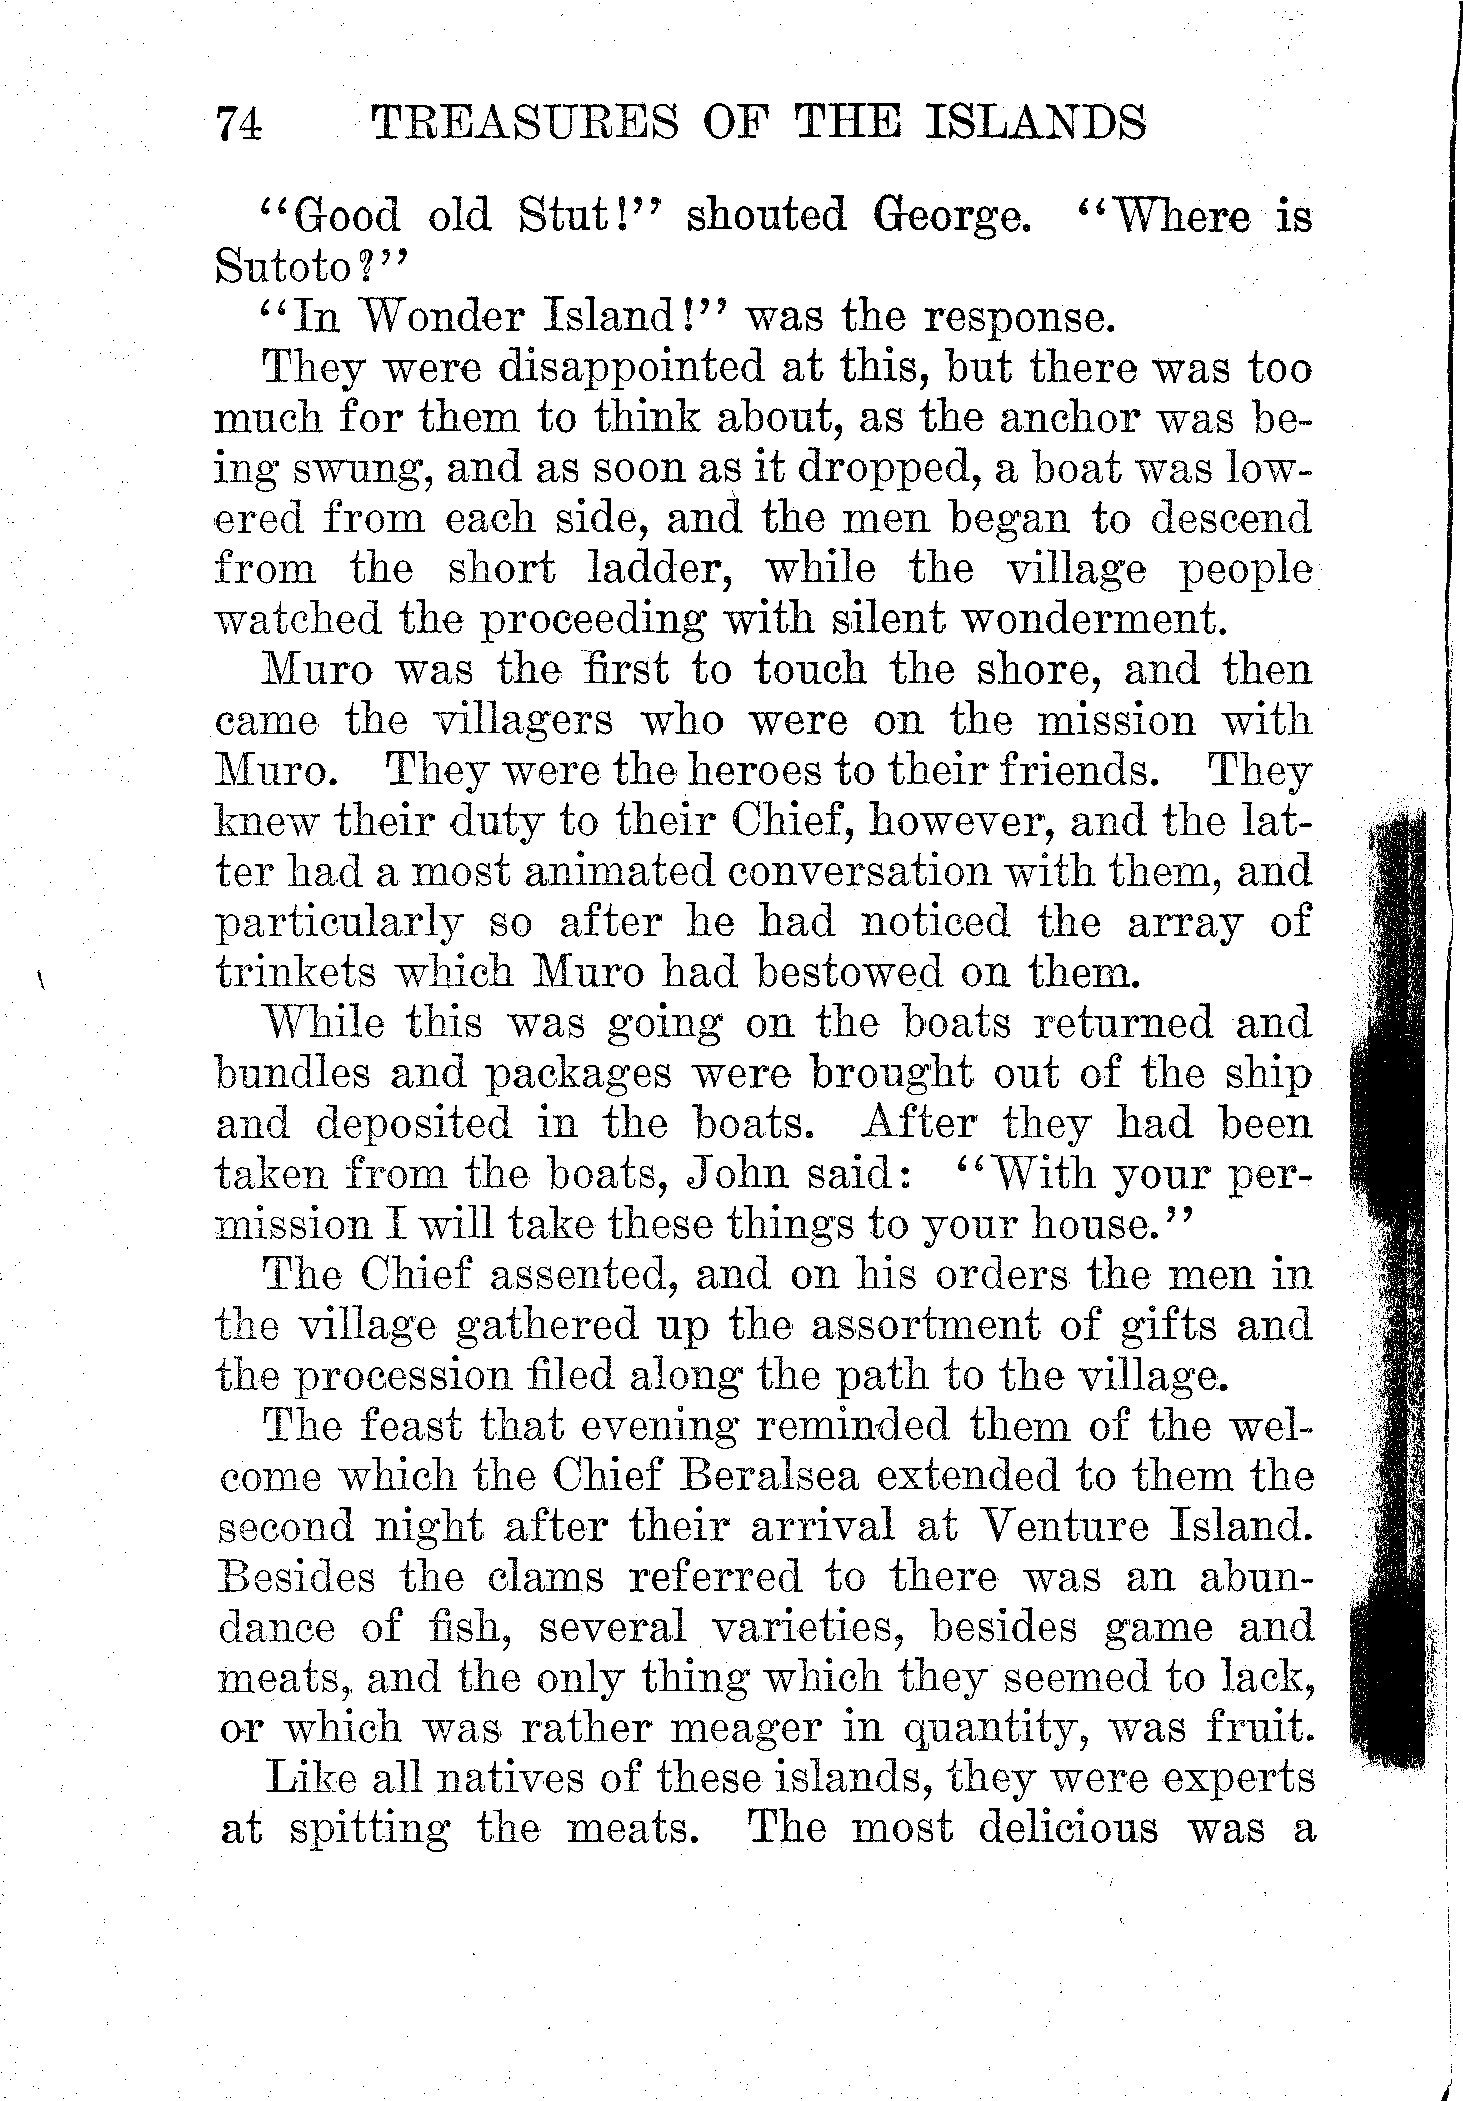 74 TREASURES OF THE ISLANDS
"Good old Stut!" shouted George. "Where is
Sutoto?"
"In Wonder Island!" was the response.
They were disappointed at this, but there was too
much for them to think about, as the anchor was be-
ing swung, and as soon as it dropped, a boat was low-
ered from each side, and the men began to descend
from the short ladder, while the village people
watched the proceeding with silent wonderment.
Muro was the first to touch the shore, and then
came the villagers who were on the mission with
Muro. They were the heroes to their friends. They
knew their duty to their Chief, however, and the lat-
ter had a most animated conversation with them, and
particularly so after he had noticed the array of
trinkets which Muro had bestowed on them.
While this was going on the boats returned and
bundles and packages were brought out of the ship
and deposited in the boats. After they had been
taken from the boats, John said: "With your per-
mission I will take these things to your house."
The Chief assented, and on his orders the men in
the village gathered up the assortment of gifts and
the procession filed along the path to the village.
The feast that evening reminded them of the wel-
come which the Chief Beralsea extended to them the
second night after their arrival at Venture Island.
Besides the clams referred to there was an abun-
dance of fish, several varieties, besides game and
meats, and the only thing which they seemed to lack,
or which was rather meager in quantity, was fruit.
Like all natives of these islands, they were experts
at spitting the meats. The most delicious was a